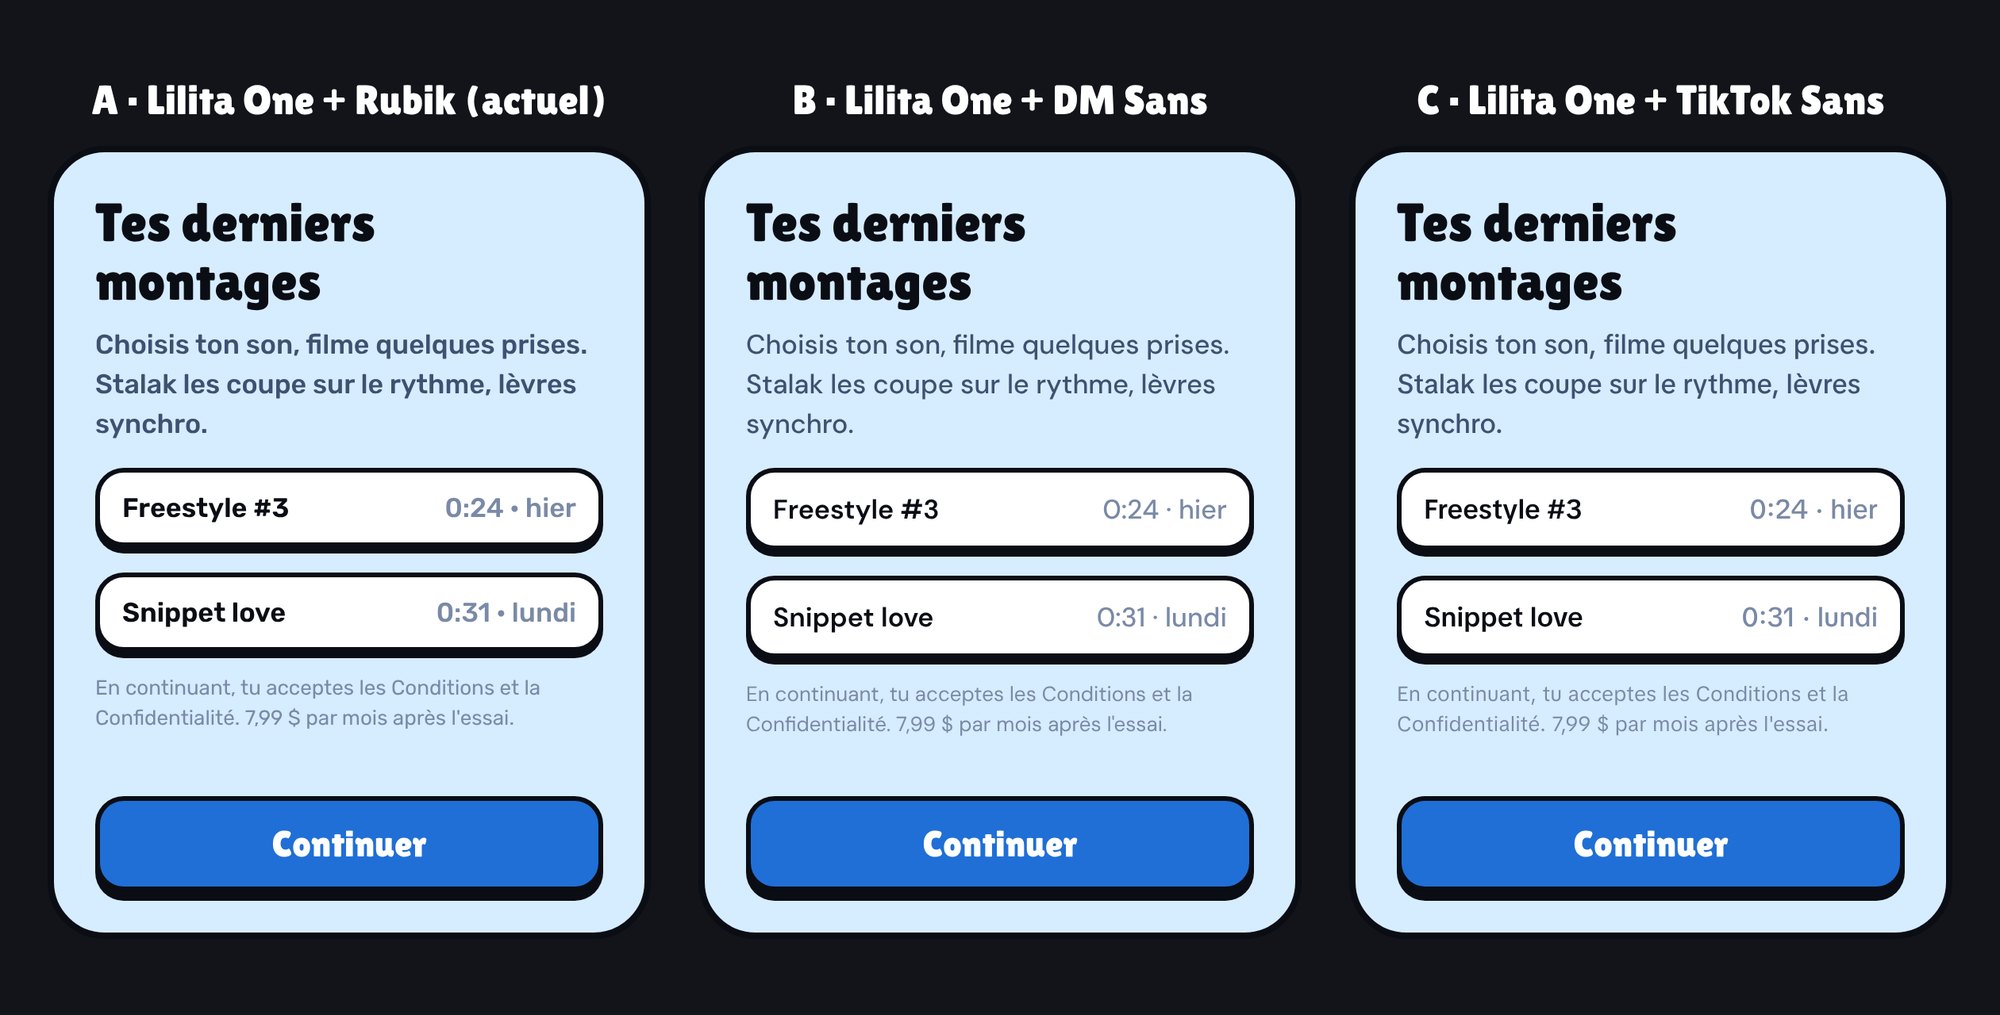 A · Lilita One + Rubik (actuel)
Tes derniers
montages
Choisis ton son, filme quelques prises.
Stalak les coupe sur le rythme, lèvres
synchro.
Freestyle #3 0:24 • hier
Snippet love 0:31 • lundi
En continuant, tu acceptes les Conditions et la
Confidentialité. 7,99 $ par mois après l'essai.
Continuer
B · Lilita One + DM Sans
Tes derniers
montages
Choisis ton son, filme quelques prises.
Stalak les coupe sur le rythme, lèvres
synchro.
Freestyle #3 0:24 · hier
Snippet love 0:31 · lundi
En continuant, tu acceptes les Conditions et la
Confidentialité. 7,99 $ par mois après l'essai.
Continuer
C · Lilita One + TikTok Sans
Tes derniers
montages
Choisis ton son, filme quelques prises.
Stalak les coupe sur le rythme, lèvres
synchro.
Freestyle #3 0:24 · hier
Snippet love 0:31 · lundi
En continuant, tu acceptes les Conditions et la
Confidentialité. 7,99 $ par mois après l'essai.
Continuer